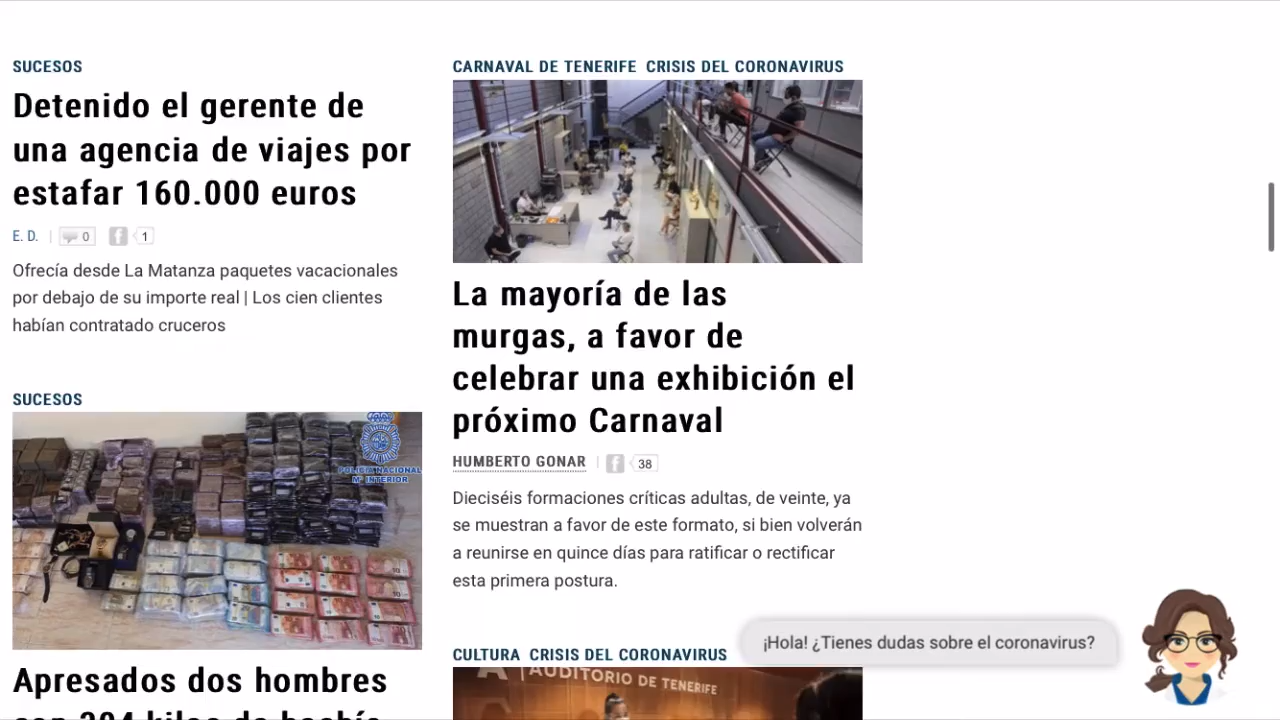 SUCESOS
Detenido el gerente de
una agencia de viajes por
estafar 160.000 euros
E. D. | 0 1
Ofrecía desde La Matanza paquetes vacacionales
por debajo de su importe real | Los cien clientes
habían contratado cruceros
SUCESOS
POLICÍA NACIONAL
Mº INTERIOR
Apresados dos hombres
CARNAVAL DE TENERIFE CRISIS DEL CORONAVIRUS
La mayoría de las
murgas, a favor de
celebrar una exhibición el
próximo Carnaval
HUMBERTO GONAR | 38
Dieciséis formaciones críticas adultas, de veinte, ya
se muestran a favor de este formato, si bien volverán
a reunirse en quince días para ratificar o rectificar
esta primera postura.
CULTURA CRISIS DEL CORONAVIRUS
AUDITORIO DE TENERIFE
¡Hola! ¿Tienes dudas sobre el coronavirus?